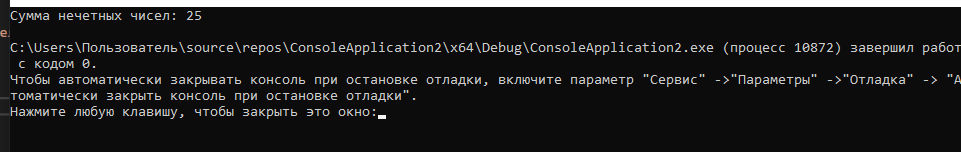 Сумма нечетных чисел: 25
C:\Users\Пользователь\source\repos\ConsoleApplication2\x64\Debug\ConsoleApplication2.exe (процесс 10872) завершил работ
с кодом 0.
Чтобы автоматически закрывать консоль при остановке отладки, включите параметр "Сервис" ->"Параметры" ->"Отладка" -> "А
томатически закрыть консоль при остановке отладки".
Нажмите любую клавишу, чтобы закрыть это окно: